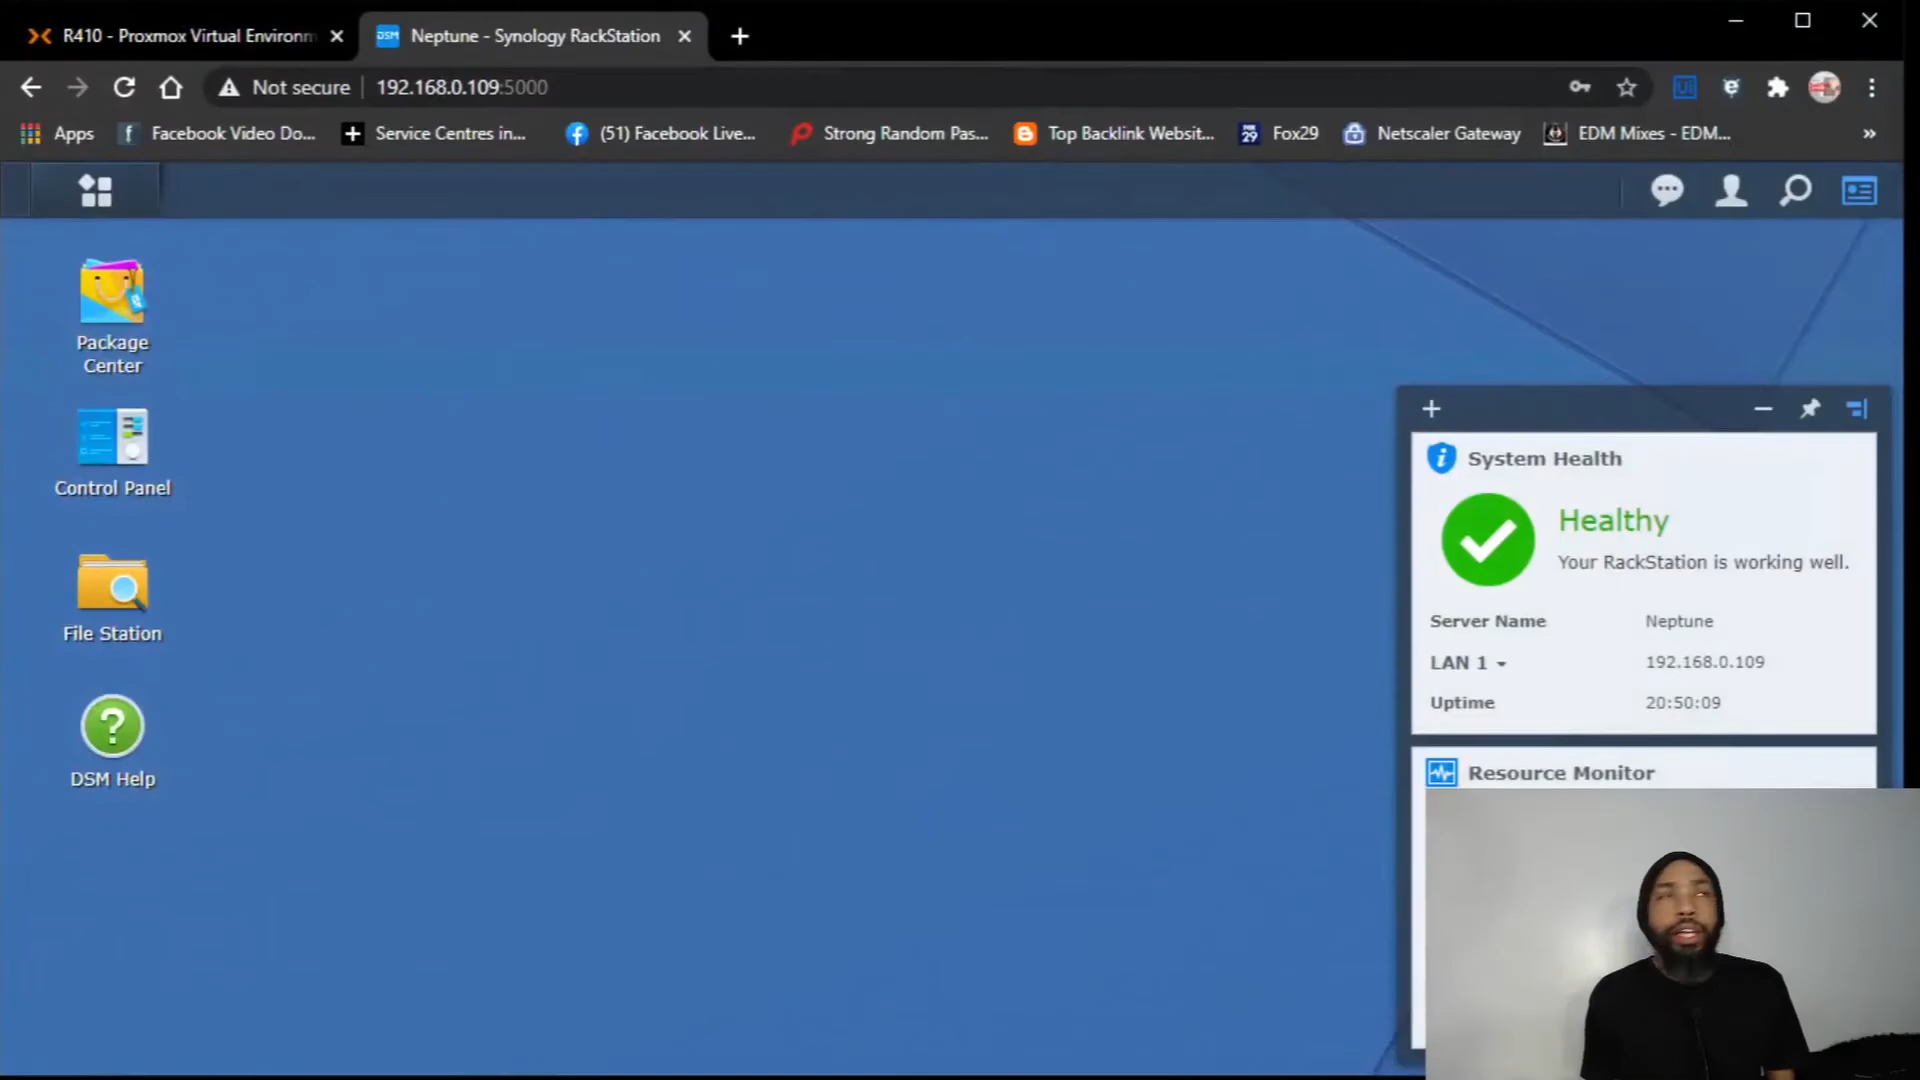 R410 - Proxmox Virtual Environm
DSM Neptune - Synology RackStation
Not secure 192.168.0.109:5000
Apps Facebook Video Do... Service Centres in... (51) Facebook Live... Strong Random Pas... Top Backlink Websit... Fox29 Netscaler Gateway EDM Mixes - EDM...
Package
Center
Control Panel
File Station
DSM Help
System Health
Healthy
Your RackStation is working well.
Server Name Neptune
LAN 1 192.168.0.109
Uptime 20:50:09
Resource Monitor